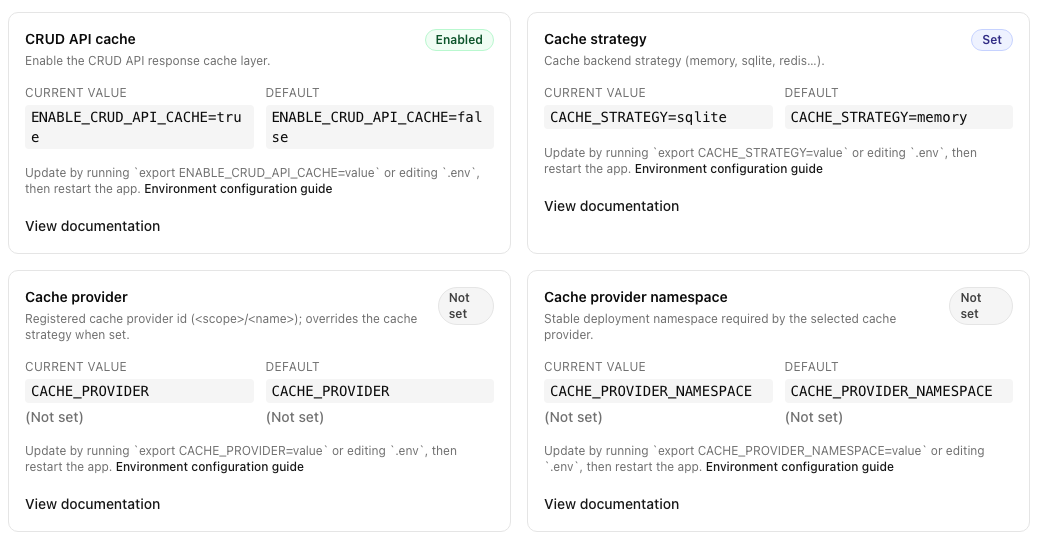 CRUD API cache
Enabled
Enable the CRUD API response cache layer.
CURRENT VALUE
DEFAULT
ENABLE_CRUD_API_CACHE=tru
e
ENABLE_CRUD_API_CACHE=fal
se
Update by running `export ENABLE_CRUD_API_CACHE=value` or editing `.env`,
then restart the app. Environment configuration guide
View documentation
Cache strategy
Set
Cache backend strategy (memory, sqlite, redis…).
CURRENT VALUE
DEFAULT
CACHE_STRATEGY=sqlite
CACHE_STRATEGY=memory
Update by running `export CACHE_STRATEGY=value` or editing `.env`, then
restart the app. Environment configuration guide
View documentation
Cache provider
Not
set
Registered cache provider id (<scope>/<name>); overrides the cache
strategy when set.
CURRENT VALUE
DEFAULT
CACHE_PROVIDER
CACHE_PROVIDER
(Not set)
(Not set)
Update by running `export CACHE_PROVIDER=value` or editing `.env`, then
restart the app. Environment configuration guide
View documentation
Cache provider namespace
Not
set
Stable deployment namespace required by the selected cache
provider.
CURRENT VALUE
DEFAULT
CACHE_PROVIDER_NAMESPACE
CACHE_PROVIDER_NAMESPACE
(Not set)
(Not set)
Update by running `export CACHE_PROVIDER_NAMESPACE=value` or editing
`.env`, then restart the app. Environment configuration guide
View documentation